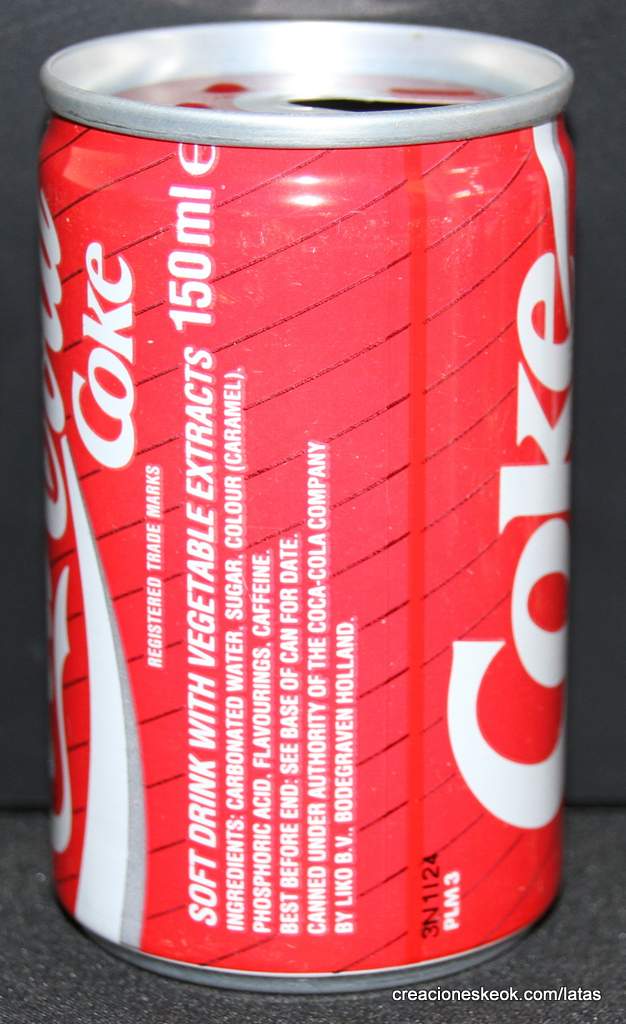 Coke
REGISTERED TRADE MARKS
SOFT DRINK WITH VEGETABLE EXTRACTS 150 ml e
INGREDIENTS: CARBONATED WATER, SUGAR, COLOUR (CARAMEL),
PHOSPHORIC ACID, FLAVOURINGS, CAFFEINE.
BEST BEFORE END: SEE BASE OF CAN FOR DATE.
CANNED UNDER AUTHORITY OF THE COCA-COLA COMPANY
BY LIKO B.V., BODEGRAVEN HOLLAND.
3N1124
PLM-3
Coke
creacioneskeok.com/latas